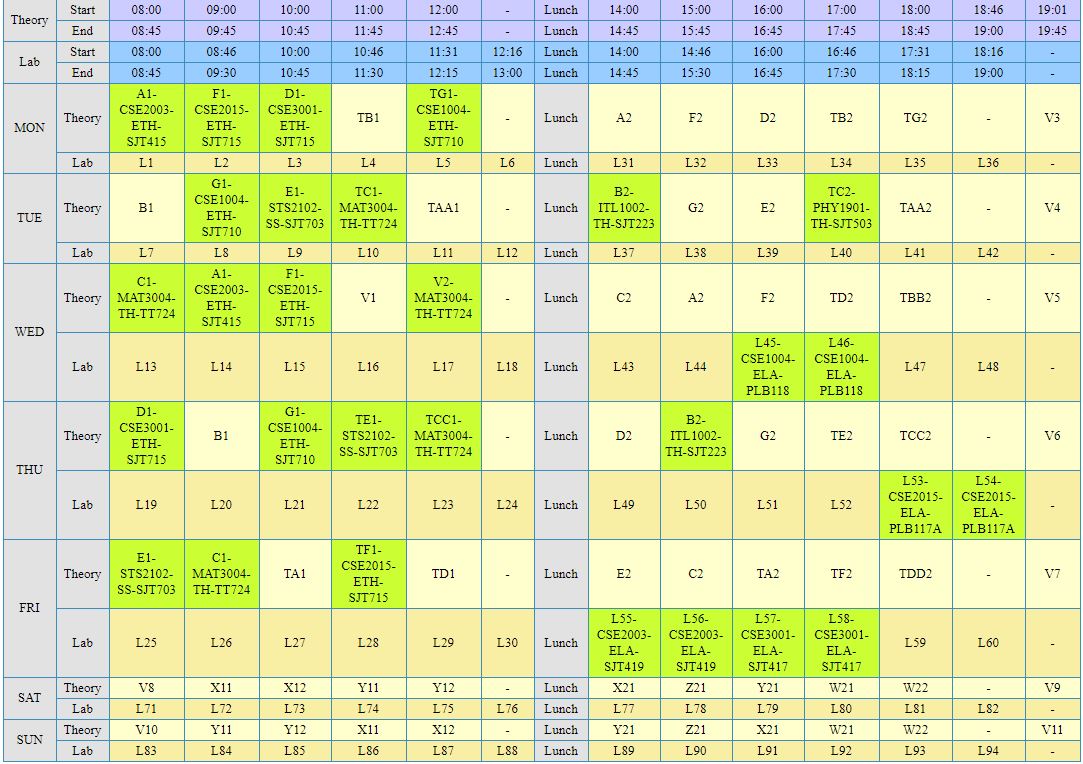 Theory Start 08:00 09:00 10:00 11:00 12:00 - Lunch 14:00 15:00 16:00 17:00 18:00 18:46 19:01
End 08:45 09:45 10:45 11:45 12:45 - Lunch 14:45 15:45 16:45 17:45 18:45 19:00 19:45
Lab Start 08:00 08:46 10:00 10:46 11:31 12:16 Lunch 14:00 14:46 16:00 16:46 17:31 18:16 -
End 08:45 09:30 10:45 11:30 12:15 13:00 Lunch 14:45 15:30 16:45 17:30 18:15 19:00 -
MON Theory A1-CSE2003-ETH-SJT415 F1-CSE2015-ETH-SJT715 D1-CSE3001-ETH-SJT715 TB1 TG1-CSE1004-ETH-SJT710 - Lunch A2 F2 D2 TB2 TG2 - V3
Lab L1 L2 L3 L4 L5 L6 Lunch L31 L32 L33 L34 L35 L36 -
TUE Theory B1 G1-CSE1004-ETH-SJT710 E1-STS2102-SS-SJT703 TC1-MAT3004-TH-TT724 TAA1 - Lunch B2-ITL1002-TH-SJT223 G2 E2 TC2-PHY1901-TH-SJT503 TAA2 - V4
Lab L7 L8 L9 L10 L11 L12 Lunch L37 L38 L39 L40 L41 L42 -
WED Theory C1-MAT3004-TH-TT724 A1-CSE2003-ETH-SJT415 F1-CSE2015-ETH-SJT715 V1 V2-MAT3004-TH-TT724 - Lunch C2 A2 F2 TD2 TBB2 - V5
Lab L13 L14 L15 L16 L17 L18 Lunch L43 L44 L45-CSE1004-ELA-PLB118 L46-CSE1004-ELA-PLB118 L47 L48 -
THU Theory D1-CSE3001-ETH-SJT715 B1 G1-CSE1004-ETH-SJT710 TE1-STS2102-SS-SJT703 TCC1-MAT3004-TH-TT724 - Lunch D2 B2-ITL1002-TH-SJT223 G2 TE2 TCC2 - V6
Lab L19 L20 L21 L22 L23 L24 Lunch L49 L50 L51 L52 L53-CSE2015-ELA-PLB117A L54-CSE2015-ELA-PLB117A -
FRI Theory E1-STS2102-SS-SJT703 C1-MAT3004-TH-TT724 TA1 TF1-CSE2015-ETH-SJT715 TD1 - Lunch E2 C2 TA2 TF2 TDD2 - V7
Lab L25 L26 L27 L28 L29 L30 Lunch L55-CSE2003-ELA-SJT419 L56-CSE2003-ELA-SJT419 L57-CSE3001-ELA-SJT417 L58-CSE3001-ELA-SJT417 L59 L60 -
SAT Theory V8 X11 X12 Y11 Y12 - Lunch X21 Z21 Y21 W21 W22 - V9
Lab L71 L72 L73 L74 L75 L76 Lunch L77 L78 L79 L80 L81 L82 -
SUN Theory V10 Y11 Y12 X11 X12 - Lunch Y21 Z21 X21 W21 W22 - V11
Lab L83 L84 L85 L86 L87 L88 Lunch L89 L90 L91 L92 L93 L94 -